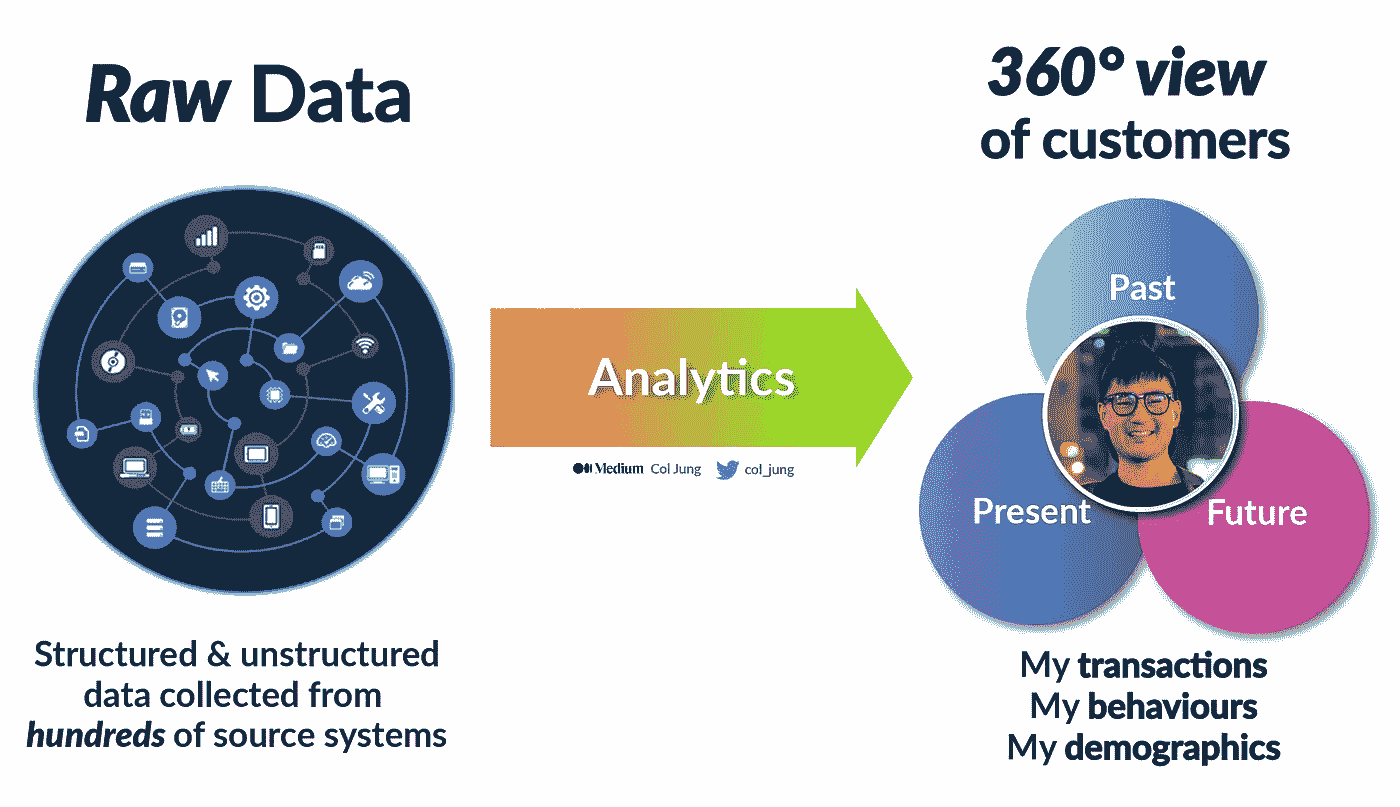 Raw Data
Structured & unstructured
data collected from
hundreds of source systems
Analytics
Medium Col Jung col_jung
360° view
of customers
Past
Present
Future
My transactions
My behaviours
My demographics